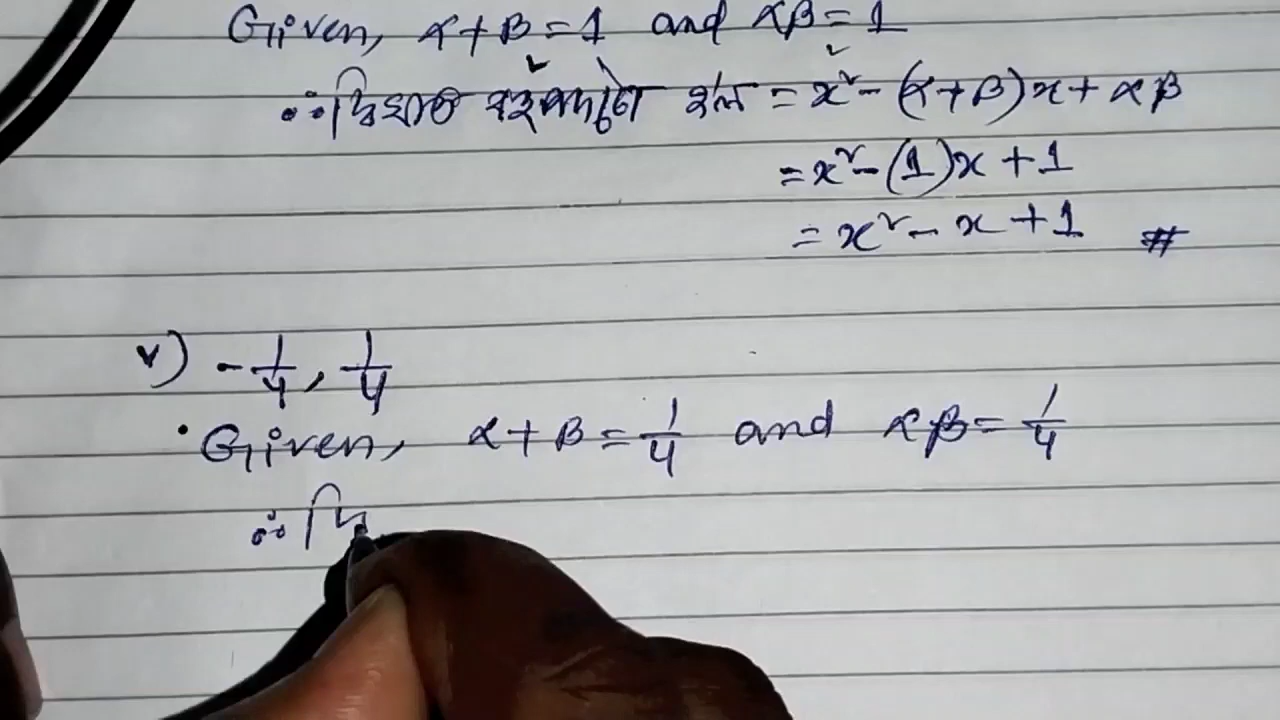 Given, α+β=1 and αβ=1
∴ দ্বিঘাত বহুপদটো হ'ল = x² - (α+β)x + αβ
= x² - (1)x + 1
= x² - x + 1 #
v) -1/4, 1/4
Given, α+β = 1/4 and αβ = 1/4
∴